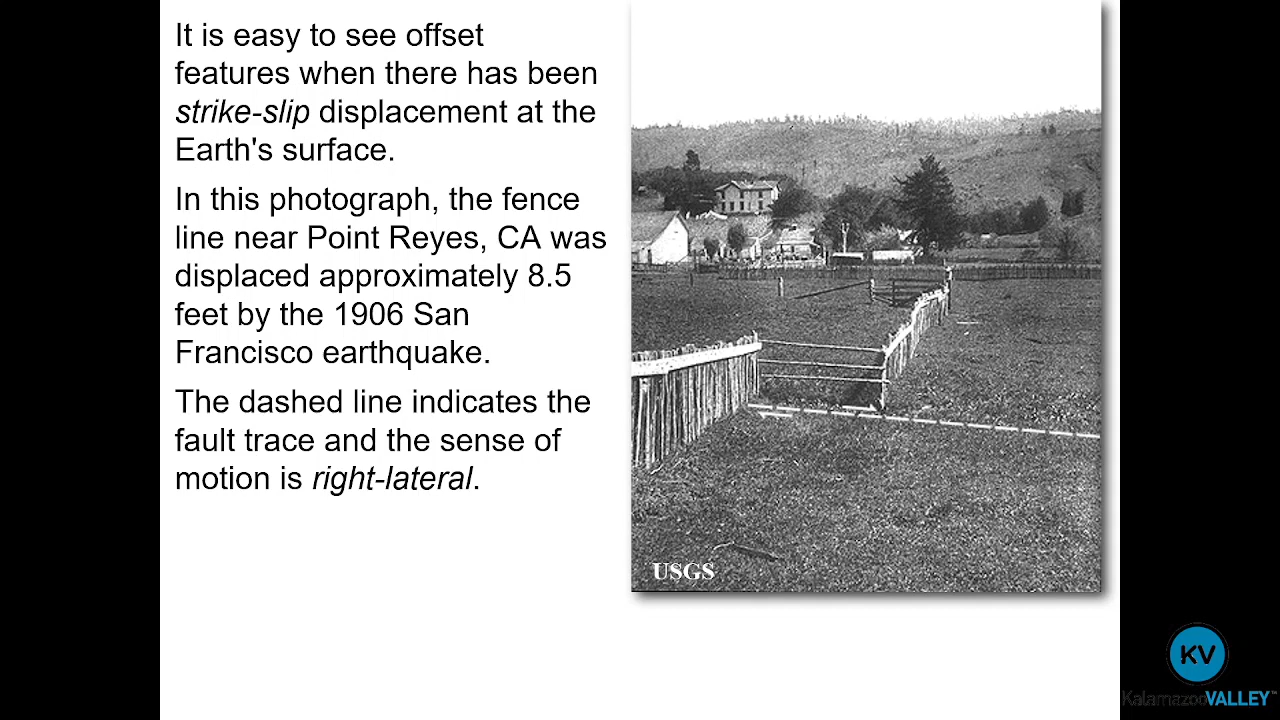 It is easy to see offset
features when there has been
strike-slip displacement at the
Earth's surface.
In this photograph, the fence
line near Point Reyes, CA was
displaced approximately 8.5
feet by the 1906 San
Francisco earthquake.
The dashed line indicates the
fault trace and the sense of
motion is right-lateral.
USGS
KV
KalamazooVALLEY™